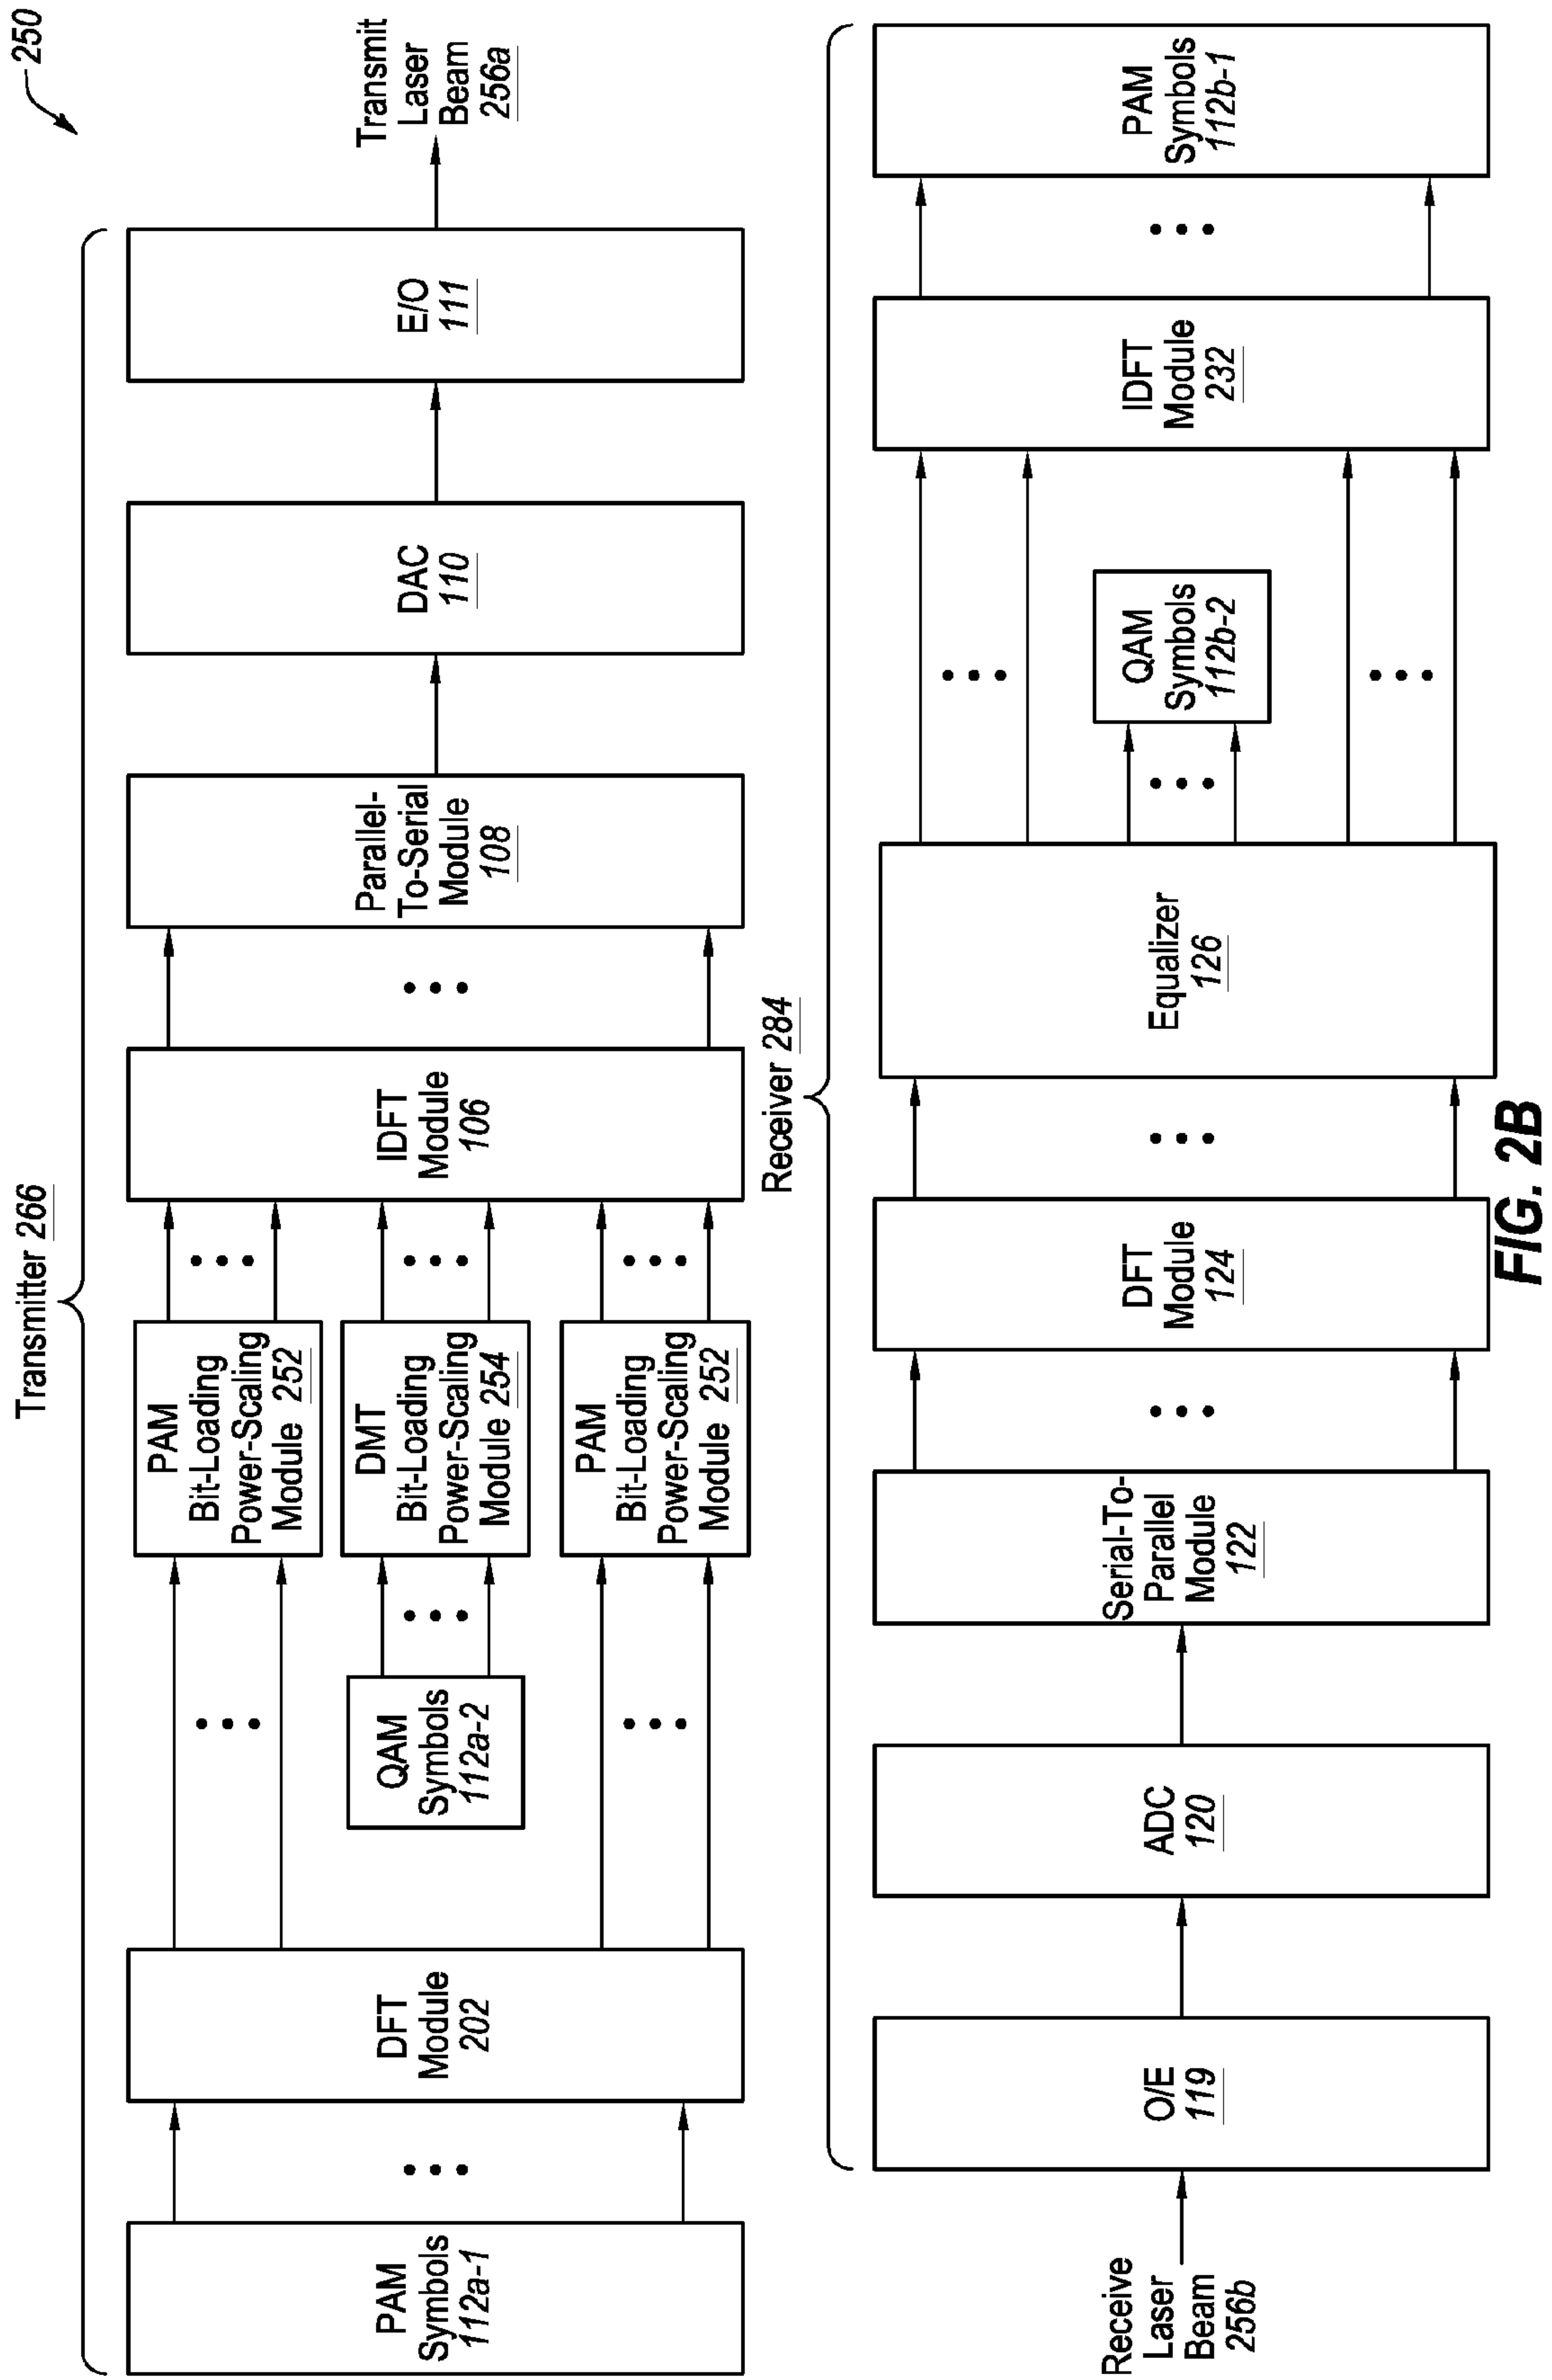 250
Transmitter 266
PAM
Symbols
112a-1
DFT
Module
202
QAM
Symbols
112a-2
PAM
Bit-Loading
Power-Scaling
Module 252
DMT
Bit-Loading
Power-Scaling
Module 254
PAM
Bit-Loading
Power-Scaling
Module 252
IDFT
Module
106
Parallel-
To-Serial
Module
108
DAC
110
E/O
111
Transmit
Laser
Beam
256a
Receiver 284
Receive
Laser
Beam
256b
O/E
119
ADC
120
Serial-To-
Parallel
Module
122
DFT
Module
124
Equalizer
126
QAM
Symbols
112b-2
IDFT
Module
232
PAM
Symbols
112b-1
FIG. 2B